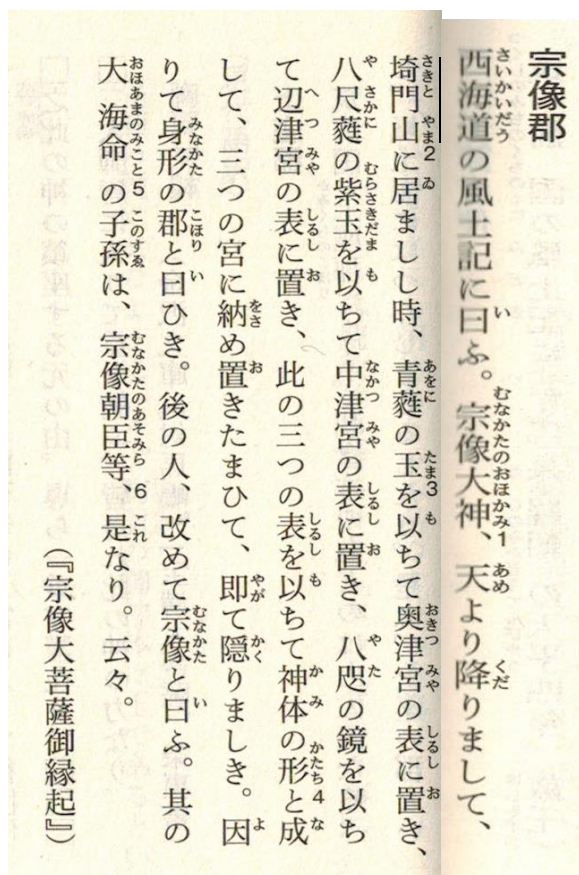 宗像郡
西海道の風土記に曰ふ。宗像大神、天より降りまして、
埼門山に居ましし時、青蕤の玉を以ちて奥津宮の表に置き、
八尺蕤の紫玉を以ちて中津宮の表に置き、八咫の鏡を以ち
て辺津宮の表に置き、此の三つの表を以ちて神体の形と成
して、三つの宮に納め置きたまひて、即て隠りましき。因
りて身形の郡と曰ひき。後の人、改めて宗像と曰ふ。其の
大海命の子孫は、宗像朝臣等、是なり。云々。
（『宗像大菩薩御縁起』）